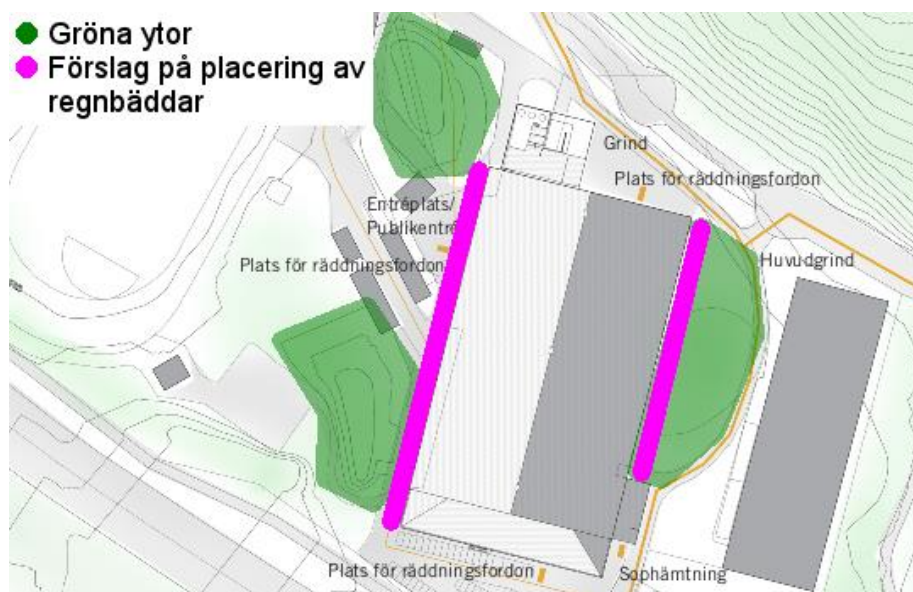 Gröna ytor
Förslag på placering av
regnbäddar
Grind
Plats för räddningsfordon
Entréplats/
Publikentré
Plats för räddningsfordon
Huvudgrind
Plats för räddningsfordon
Sophämtning